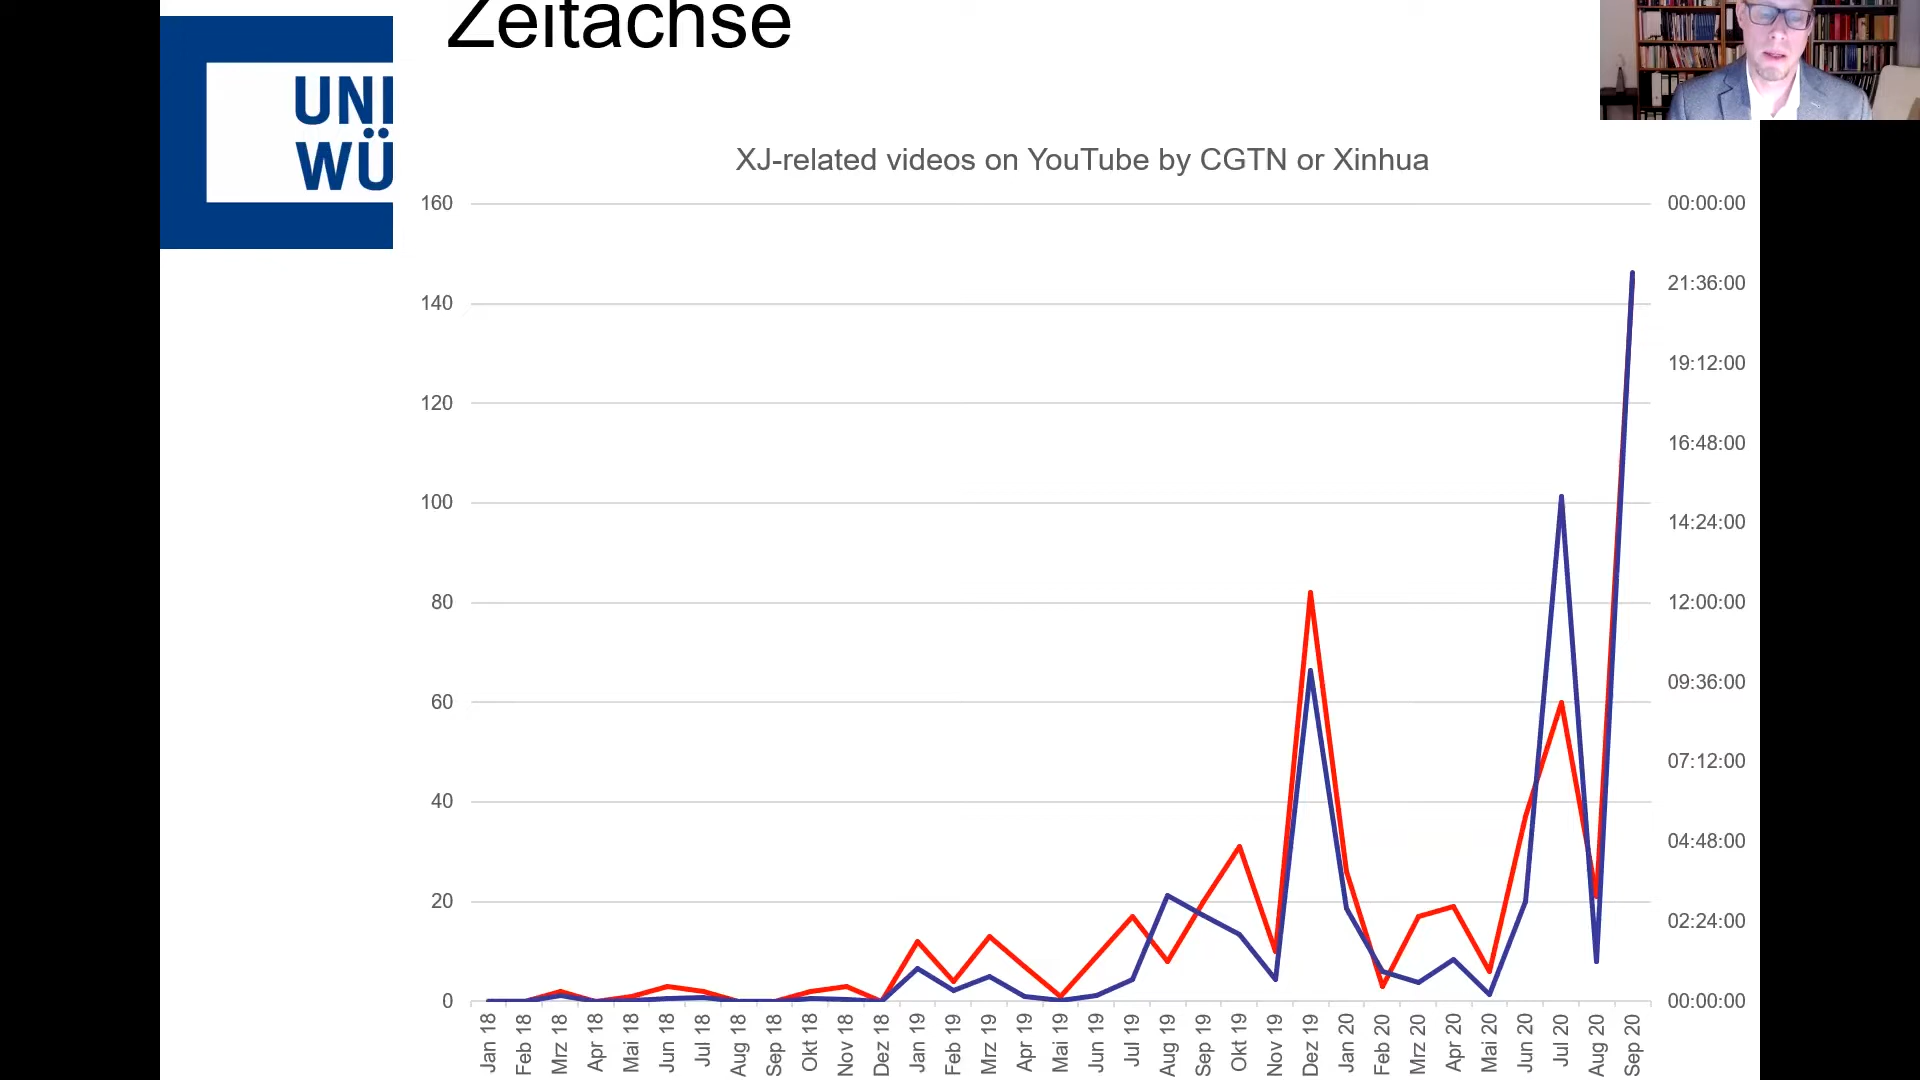 Zeitachse
UNI
WÜ
XJ-related videos on YouTube by CGTN or Xinhua
160
140
120
100
80
60
40
20
0
00:00:00
21:36:00
19:12:00
16:48:00
14:24:00
12:00:00
09:36:00
07:12:00
04:48:00
02:24:00
00:00:00
Jan 18
Feb 18
Mrz 18
Apr 18
Mai 18
Jun 18
Jul 18
Aug 18
Sep 18
Okt 18
Nov 18
Dez 18
Jan 19
Feb 19
Mrz 19
Apr 19
Mai 19
Jun 19
Jul 19
Aug 19
Sep 19
Okt 19
Nov 19
Dez 19
Jan 20
Feb 20
Mrz 20
Apr 20
Mai 20
Jun 20
Jul 20
Aug 20
Sep 20